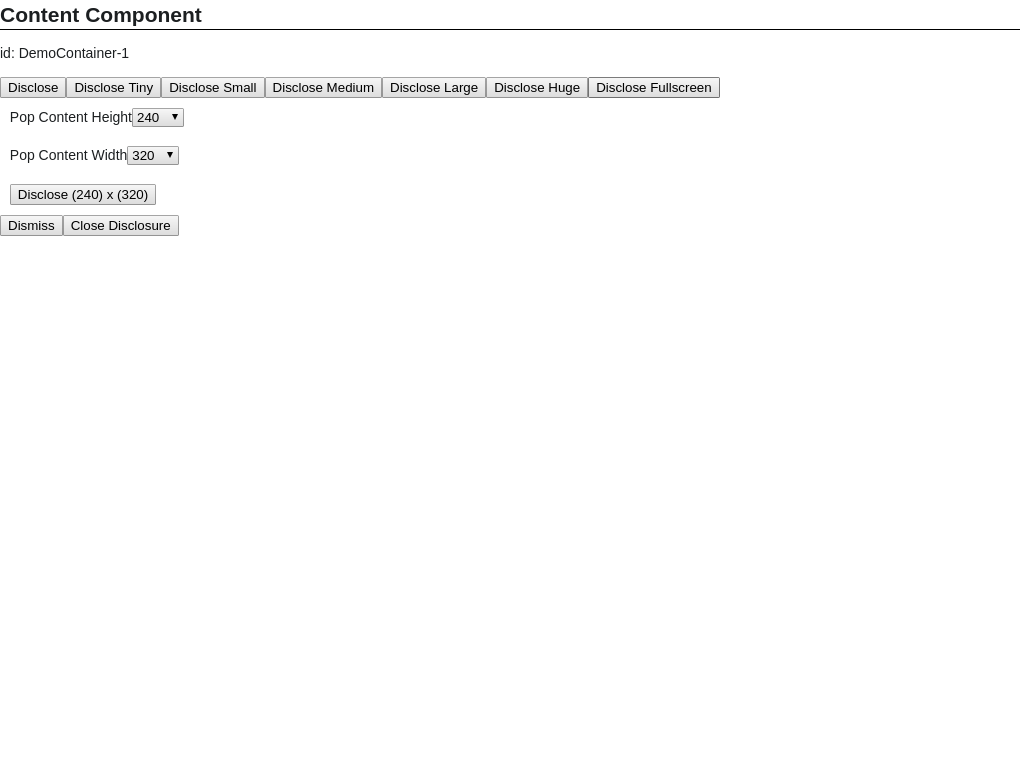 Content Component
id: DemoContainer-1
Disclose Disclose Tiny Disclose Small Disclose Medium Disclose Large Disclose Huge Disclose Fullscreen
Pop Content Height 240
Pop Content Width 320
Disclose (240) x (320)
Dismiss Close Disclosure